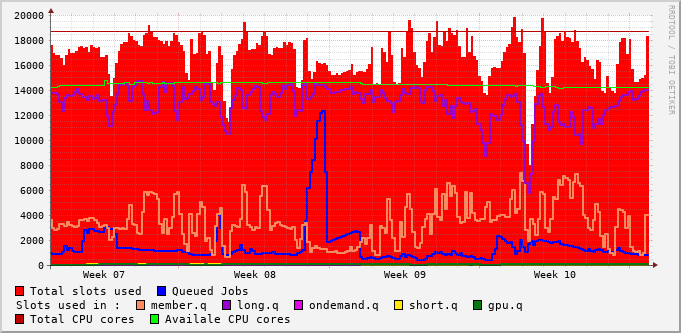 20000
18000
16000
14000
12000
10000
8000
6000
4000
2000
0
Week 07 Week 08 Week 09 Week 10
RRDTOOL / TOBI OETIKER
Total slots used Queued Jobs
Slots used in : member.q long.q ondemand.q short.q gpu.q
Total CPU cores Availale CPU cores